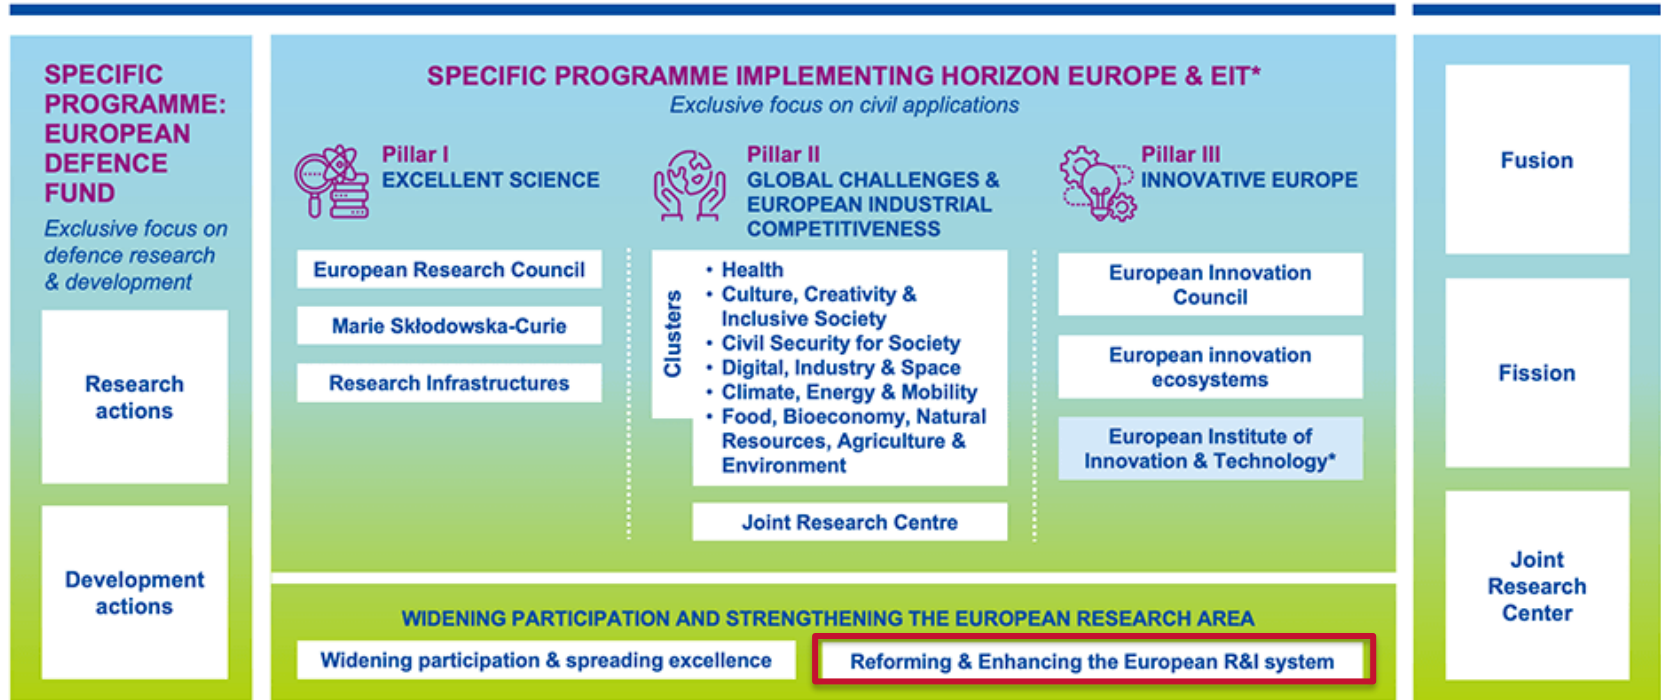 SPECIFIC
PROGRAMME:
EUROPEAN
DEFENCE
FUND
Exclusive focus on
defence research
& development
Research
actions
Development
actions
SPECIFIC PROGRAMME IMPLEMENTING HORIZON EUROPE & EIT*
Exclusive focus on civil applications
Pillar I
EXCELLENT SCIENCE
European Research Council
Marie Skłodowska-Curie
Research Infrastructures
Pillar II
GLOBAL CHALLENGES &
EUROPEAN INDUSTRIAL
COMPETITIVENESS
Clusters
• Health
• Culture, Creativity &
Inclusive Society
• Civil Security for Society
• Digital, Industry & Space
• Climate, Energy & Mobility
• Food, Bioeconomy, Natural
Resources, Agriculture &
Environment
Joint Research Centre
Pillar III
INNOVATIVE EUROPE
European Innovation
Council
European innovation
ecosystems
European Institute of
Innovation & Technology*
WIDENING PARTICIPATION AND STRENGTHENING THE EUROPEAN RESEARCH AREA
Widening participation & spreading excellence
Reforming & Enhancing the European R&I system
Fusion
Fission
Joint
Research
Center